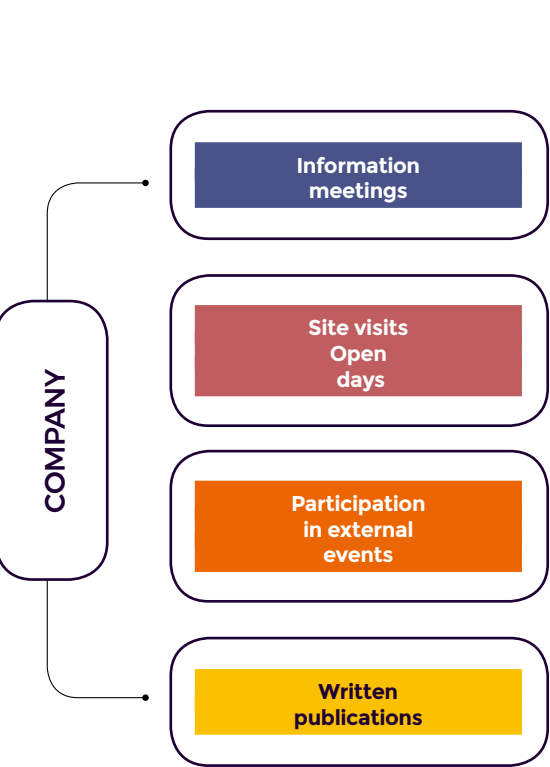 COMPANY
Information
meetings
Site visits
Open
days
Participation
in external
events
Written
publications